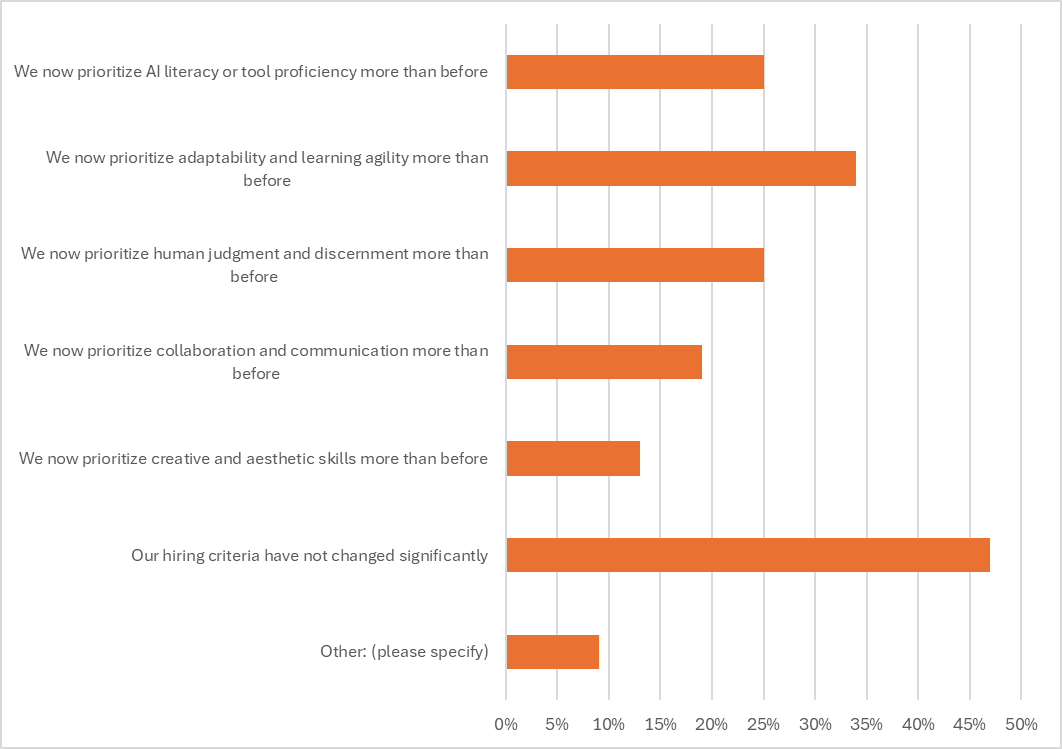 We now prioritize AI literacy or tool proficiency more than before
We now prioritize adaptability and learning agility more than
before
We now prioritize human judgment and discernment more than
before
We now prioritize collaboration and communication more than
before
We now prioritize creative and aesthetic skills more than before
Our hiring criteria have not changed significantly
Other: (please specify)
0% 5% 10% 15% 20% 25% 30% 35% 40% 45% 50%